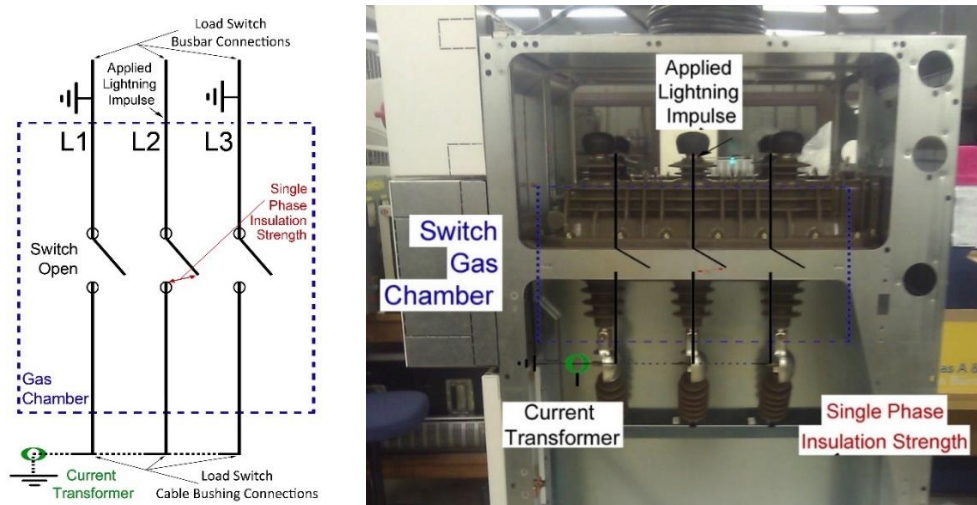 Load Switch
Busbar Connections
Applied
Lightning
Impulse
L1
L2
L3
Single
Phase
Insulation
Strength
Switch
Open
Gas
Chamber
Current
Transformer
Load Switch
Cable Bushing Connections
Applied
Lightning
Impulse
Switch
Gas
Chamber
Current
Transformer
Single Phase
Insulation Strength
as A &